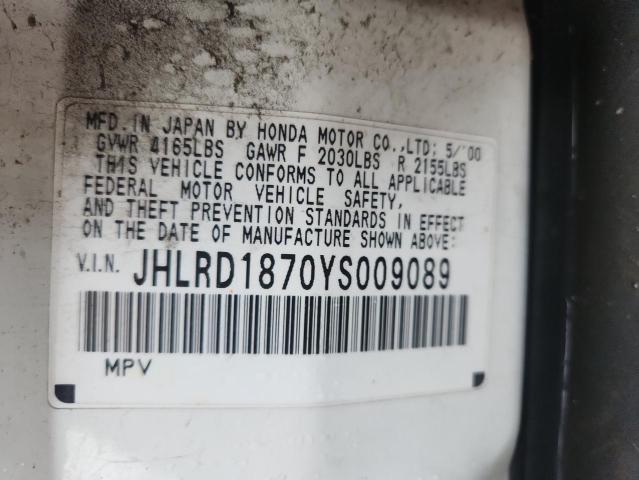 MFD. IN JAPAN BY HONDA MOTOR CO.,LTD: 5/'00
GVWR 4165LBS GAWR F 2030LBS R 2155LBS
THIS VEHICLE CONFORMS TO ALL APPLICABLE
FEDERAL MOTOR VEHICLE SAFETY,
AND THEFT PREVENTION STANDARDS IN EFFECT
ON THE DATE OF MANUFACTURE SHOWN ABOVE:
V.I.N. JHLRD1870YS009089
MPV